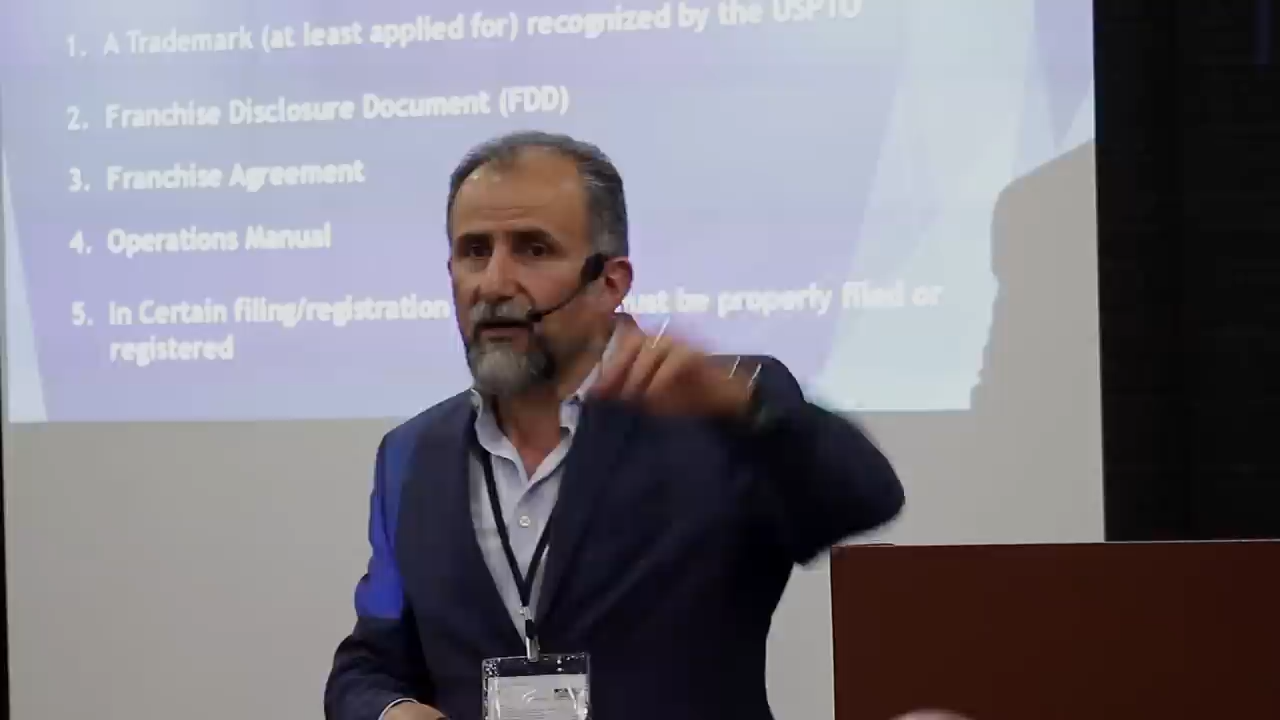 1. A Trademark (at least applied for) recognized by the USPTO
2. Franchise Disclosure Document (FDD)
3. Franchise Agreement
4. Operations Manual
5. In Certain filing/registration must be properly filed or
registered